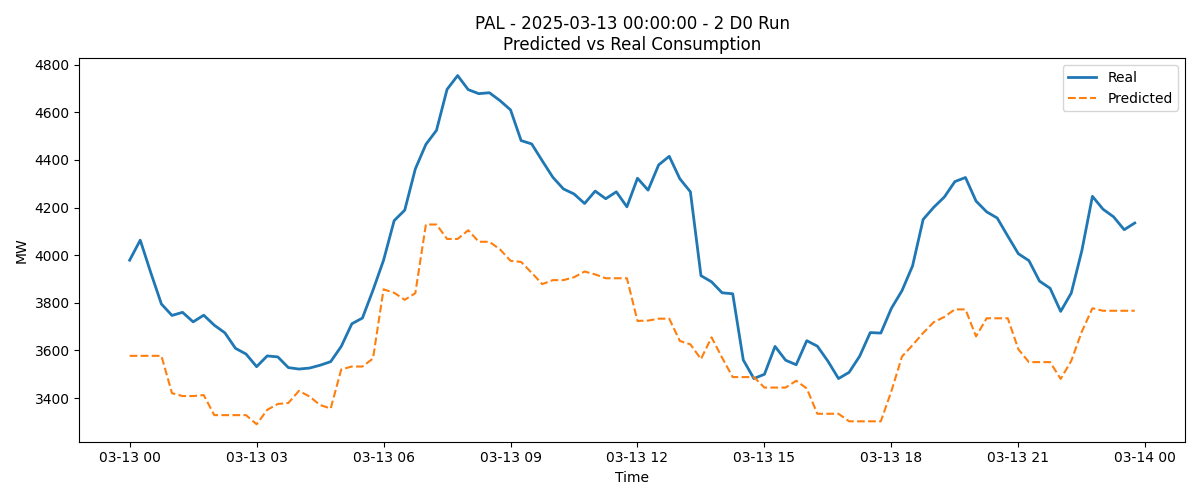 PAL - 2025-03-13 00:00:00 - 2 D0 Run
Predicted vs Real Consumption
Real
Predicted
MW
4800
4600
4400
4200
4000
3800
3600
3400
03-13 00
03-13 03
03-13 06
03-13 09
03-13 12
03-13 15
03-13 18
03-13 21
03-14 00
Time